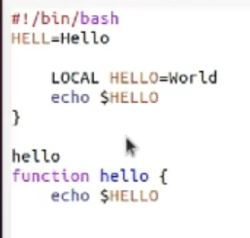 #!/bin/bash
HELL=Hello
LOCAL HELLO=World
echo $HELLO
}
hello
function hello {
echo $HELLO